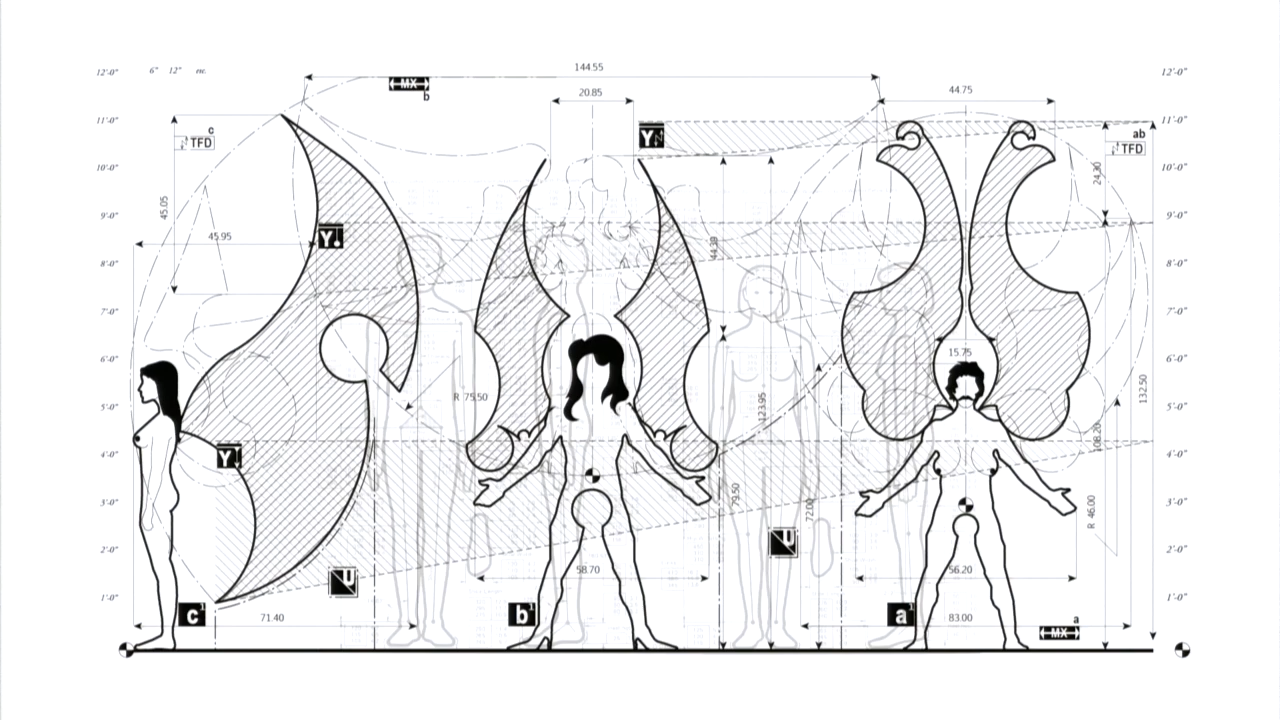 12'-0"
6" 12" etc.
144.55
MX
b
20.85
44.75
12'-0"
11'-0"
c
TFD
Y
11'-0"
ab
TFD
10'-0"
24.30
10'-0"
9'-0"
45.05
45.95
Y
44.30
9'-0"
8'-0"
8'-0"
7'-0"
7'-0"
6'-0"
15.75
6'-0"
5'-0"
R 75.50
123.95
132.50
5'-0"
4'-0"
Y
108.20
4'-0"
3'-0"
79.50
72.00
R 46.00
3'-0"
2'-0"
U
58.70
U
56.20
2'-0"
1'-0"
c1
71.40
b1
a1
83.00
MX
a
1'-0"